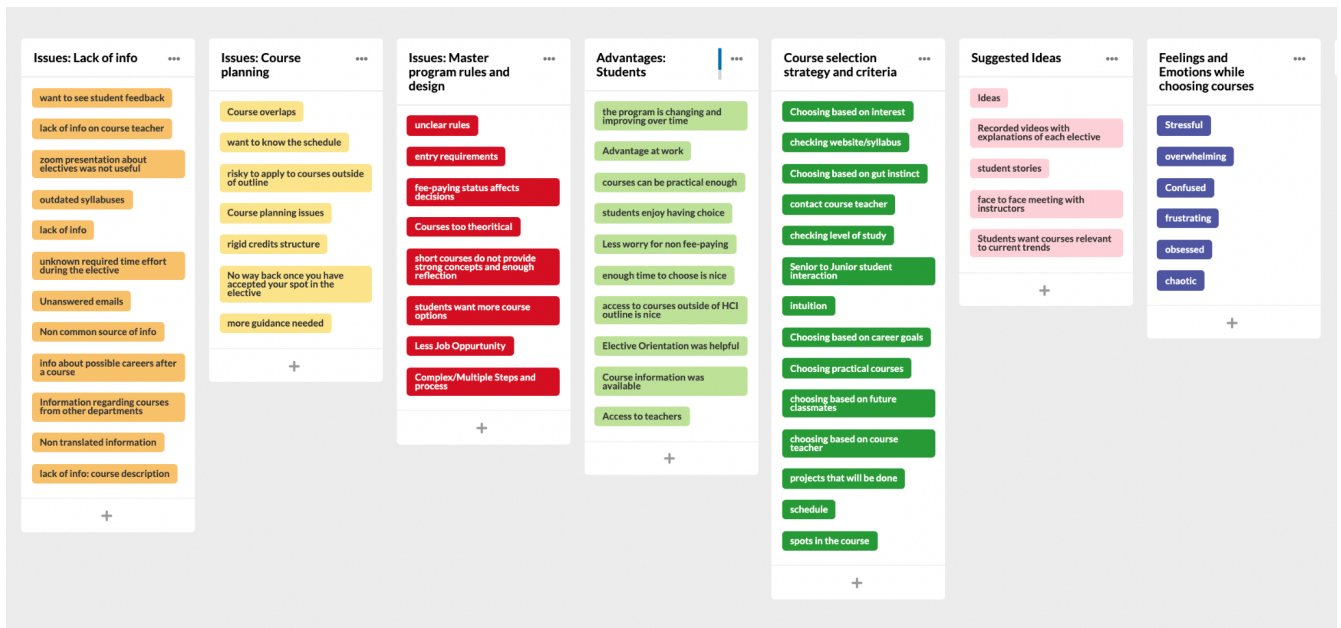 Issues: Lack of info
want to see student feedback
lack of info on course teacher
zoom presentation about
electives was not useful
outdated syllabuses
lack of info
unknown required time effort
during the elective
Unanswered emails
Non common source of info
info about possible careers after
a course
Information regarding courses
from other departments
Non translated information
lack of info: course description
Issues: Course
planning
Course overlaps
want to know the schedule
risky to apply to courses outside
of outline
Course planning issues
rigid credits structure
No way back once you have
accepted your spot in the
elective
more guidance needed
Issues: Master
program rules and
design
unclear rules
entry requirements
fee-paying status affects
decisions
Courses too theoritical
short courses do not provide
strong concepts and enough
reflection
students want more course
options
Less Job Oppurtunity
Complex/Multiple Steps and
process
Advantages:
Students
the program is changing and
improving over time
Advantage at work
courses can be practical enough
students enjoy having choice
Less worry for non fee-paying
enough time to choose is nice
access to courses outside of HCI
outline is nice
Elective Orientation was helpful
Course information was
available
Access to teachers
Course selection
strategy and criteria
Choosing based on interest
checking website/syllabus
Choosing based on gut instinct
contact course teacher
checking level of study
Senior to Junior student
interaction
intuition
Choosing based on career goals
Choosing practical courses
choosing based on future
classmates
choosing based on course
teacher
projects that will be done
schedule
spots in the course
Suggested Ideas
Ideas
Recorded videos with
explanations of each elective
student stories
face to face meeting with
instructors
Students want courses relevant
to current trends
Feelings and
Emotions while
choosing courses
Stressful
overwhelming
Confused
frustrating
obsessed
chaotic